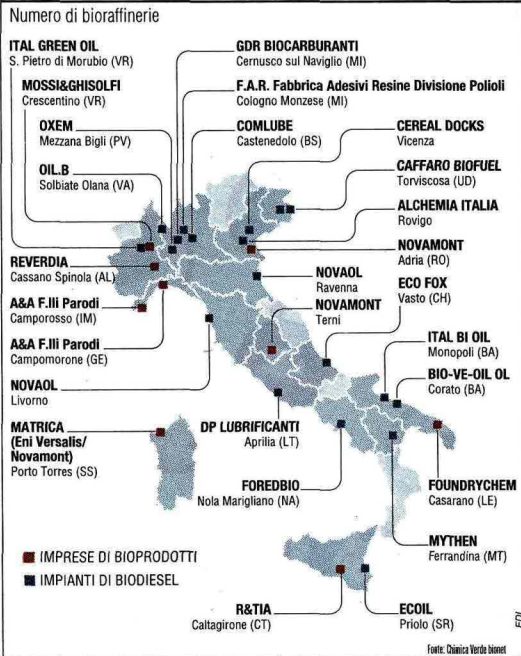 Numero di bioraffinerie
ITAL GREEN OIL
S. Pietro di Morubio (VR)
MOSSI&GHISOLFI
Crescentino (VR)
OXEM
Mezzana Bigli (PV)
OIL.B
Solbiate Olana (VA)
REVERDIA
Cassano Spinola (AL)
A&A F.lli Parodi
Camporosso (IM)
A&A F.lli Parodi
Campomorone (GE)
NOVAOL
Livorno
MATRICA
(Eni Versalis/
Novamont)
Porto Torres (SS)
GDR BIOCARBURANTI
Cernusco sul Naviglio (MI)
F.A.R. Fabbrica Adesivi Resine Divisione Polioli
Cologno Monzese (MI)
COMLUBE
Castenedolo (BS)
CEREAL DOCKS
Vicenza
CAFFARO BIOFUEL
Torviscosa (UD)
ALCHEMIA ITALIA
Rovigo
NOVAMONT
Adria (RO)
NOVAOL
Ravenna
ECO FOX
Vasto (CH)
NOVAMONT
Terni
ITAL BI OIL
Monopoli (BA)
BIO-VE-OIL OL
Corato (BA)
DP LUBRIFICANTI
Aprilia (LT)
FOREDBIO
Nola Marigliano (NA)
FOUNDRYCHEM
Casarano (LE)
MYTHEN
Ferrandina (MT)
IMPRESE DI BIOPRODOTTI
IMPIANTI DI BIODIESEL
R&TIA
Caltagirone (CT)
ECOIL
Priolo (SR)
Fonte: Chimica Verde bionet